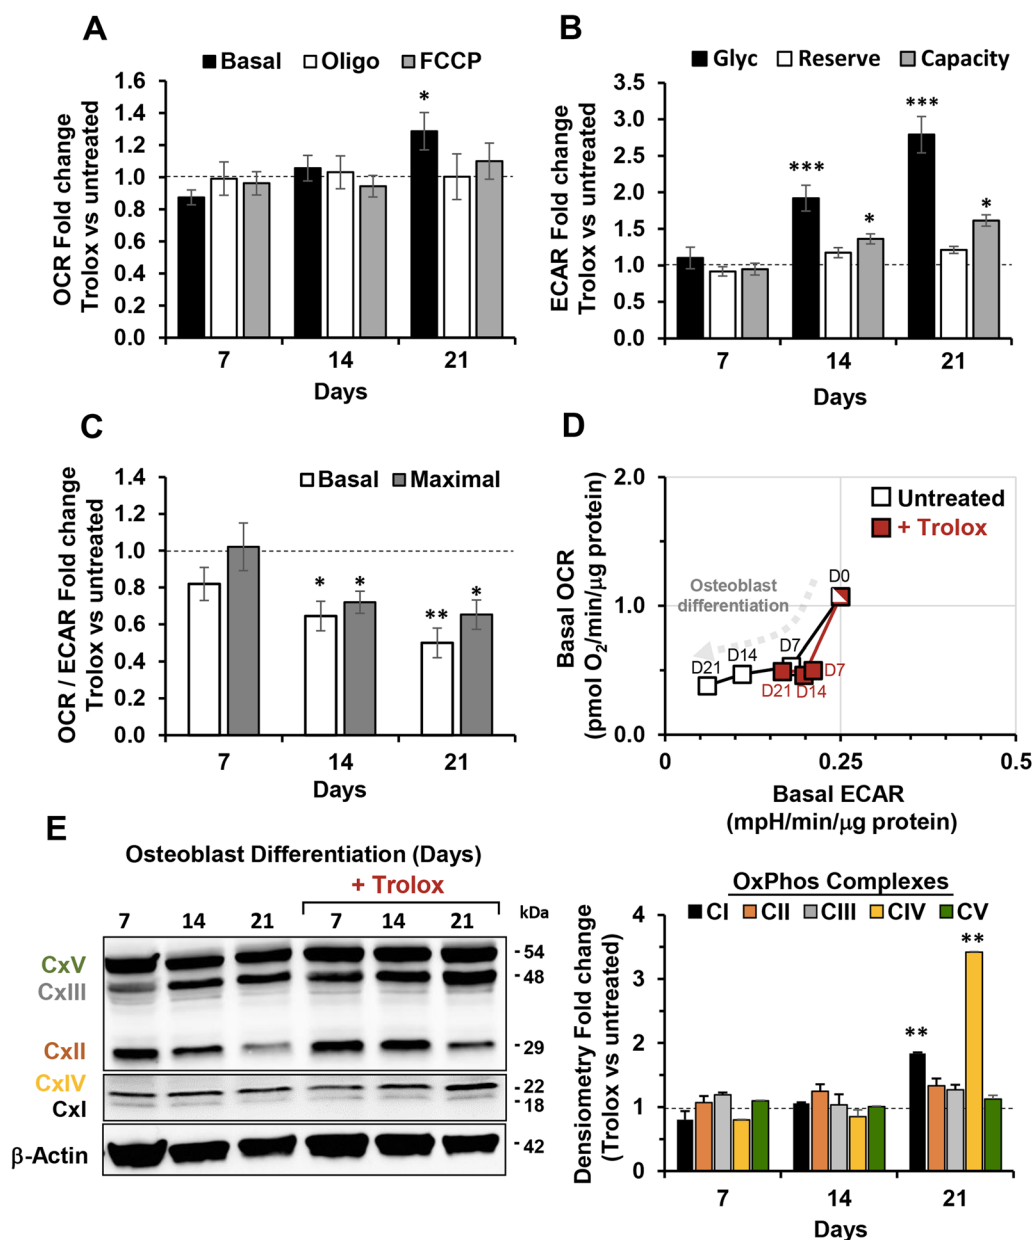 A
Basal Oligo FCCP
OCR Fold change
Trolox vs untreated
1.6
1.4
1.2
1.0
0.8
0.6
0.4
0.2
0.0
*
7 14 21
Days
B
Glyc Reserve Capacity
ECAR Fold change
Trolox vs untreated
3.5
3.0
2.5
2.0
1.5
1.0
0.5
0.0
***
*
***
*
7 14 21
Days
C
Basal Maximal
OCR / ECAR Fold change
Trolox vs untreated
1.4
1.2
1.0
0.8
0.6
0.4
0.2
0.0
* *
** *
7 14 21
Days
D
Untreated
+ Trolox
Basal OCR
(pmol O2/min/μg protein)
2.0
1.0
0.0
Osteoblast
differentiation
D0
D7
D14
D21
D7
D21 D14
0 0.25 0.5
Basal ECAR
(mpH/min/μg protein)
E
Osteoblast Differentiation (Days)
+ Trolox
7 14 21 7 14 21 kDa
CxV
CxIII
CxII
CxIV
CxI
β-Actin
- 54
- 48
- 29
- 22
- 18
- 42
OxPhos Complexes
CI CII CIII CIV CV
Densiometry Fold change
(Trolox vs untreated)
4
3
2
1
0
**
**
7 14 21
Days